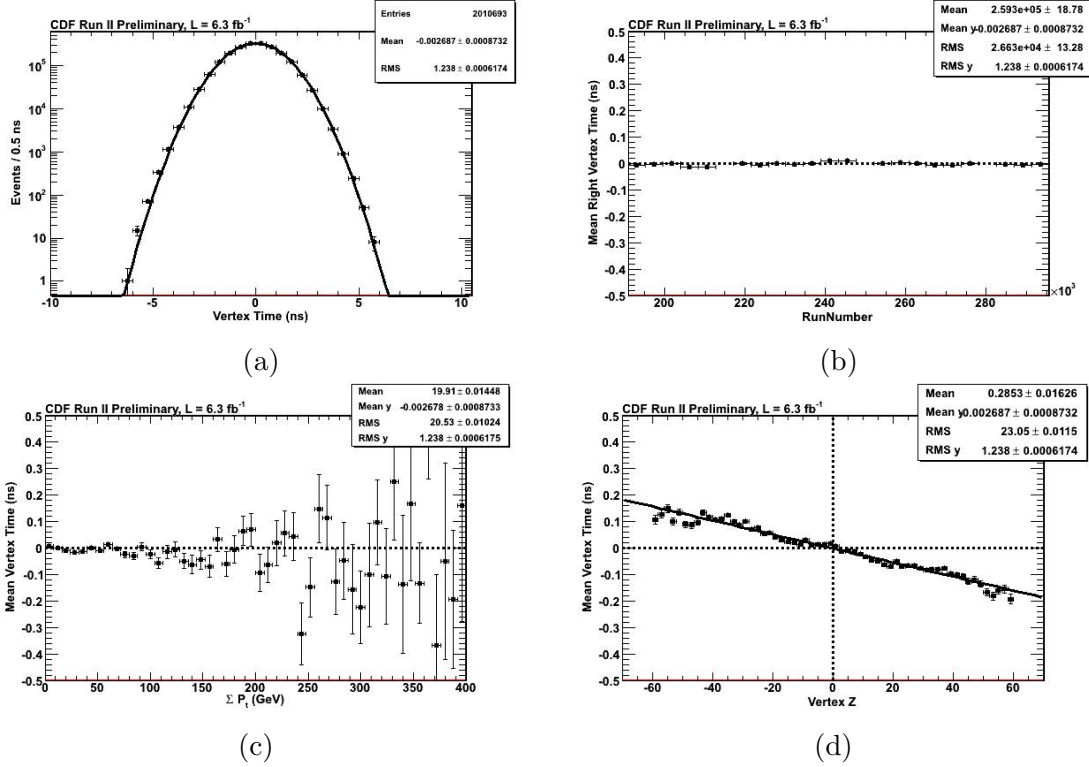 CDF Run II Preliminary, L = 6.3 fb-1
Entries 2010693
Mean -0.002687 ± 0.0008732
RMS 1.238 ± 0.0006174
Events / 0.5 ns
10^5
10^4
10^3
10^2
10
1
-10 -5 0 5 10
Vertex Time (ns)
(a)
CDF Run II Preliminary, L = 6.3 fb-1
Mean 2.593e+05 ± 18.78
Mean y -0.002687 ± 0.0008732
RMS 2.663e+04 ± 13.28
RMS y 1.238 ± 0.0006174
Mean Right Vertex Time (ns)
0.5
0.4
0.3
0.2
0.1
0
-0.1
-0.2
-0.3
-0.4
-0.5
200 220 240 260 280
×10^3
RunNumber
(b)
CDF Run II Preliminary, L = 6.3 fb-1
Mean 19.91 ± 0.01448
Mean y -0.002678 ± 0.0008733
RMS 20.53 ± 0.01024
RMS y 1.238 ± 0.0006175
Mean Vertex Time (ns)
0.5
0.4
0.3
0.2
0.1
0
-0.1
-0.2
-0.3
-0.4
-0.5
0 50 100 150 200 250 300 350 400
Σ Pt (GeV)
(c)
CDF Run II Preliminary, L = 6.3 fb-1
Mean 0.2853 ± 0.01626
Mean y -0.002687 ± 0.0008732
RMS 23.05 ± 0.0115
RMS y 1.238 ± 0.0006174
Mean Vertex Time (ns)
0.5
0.4
0.3
0.2
0.1
0
-0.1
-0.2
-0.3
-0.4
-0.5
-60 -40 -20 0 20 40 60
Vertex Z
(d)